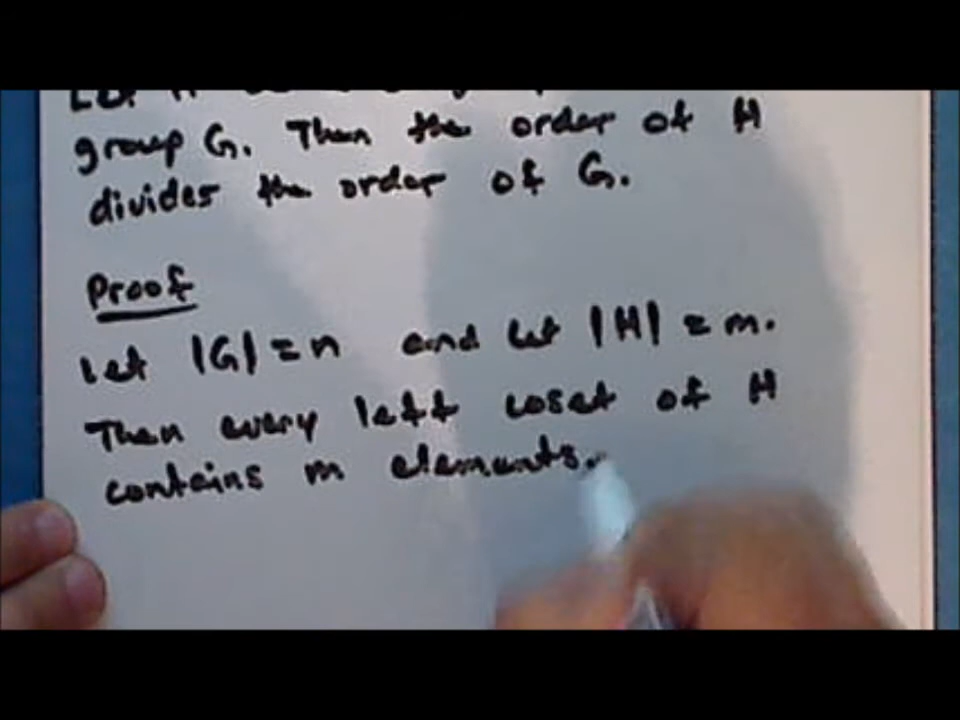 Let H
group G. Then the order of H
divides the order of G.
Proof
Let |G| = n and let |H| = m.
Then every left coset of H
contains m elements.